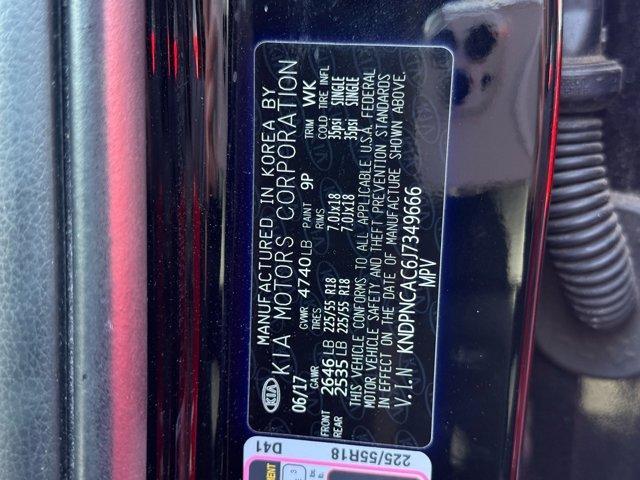 KIA
MANUFACTURED IN KOREA BY
KIA MOTORS CORPORATION
06/17 GVWR 4740LB PAINT 9P TRIM WK
GAWR TIRES RIMS COLD TIRE INFL
FRONT 2646LB 225/55 R18 7.0Jx18 35psi SINGLE
REAR 2535LB 225/55 R18 7.0Jx18 35psi SINGLE
THIS VEHICLE CONFORMS TO ALL APPLICABLE U.S.A. FEDERAL
MOTOR VEHICLE SAFETY AND THEFT PREVENTION STANDARDS
IN EFFECT ON THE DATE OF MANUFACTURE SHOWN ABOVE.
V.I.N KNDPNCAC6J7349666
MPV
D41
225/55R18